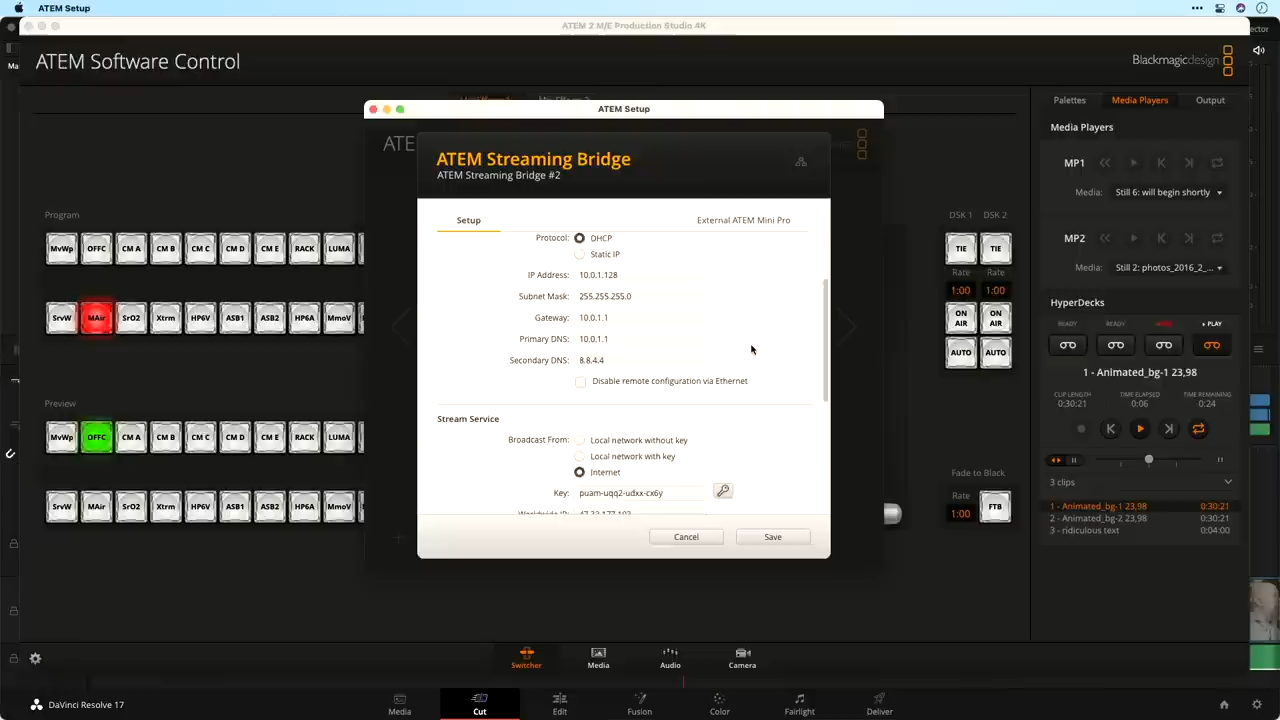 ATEM Setup
ATEM 2 M/E Production Studio 4K
ATEM Software Control
Blackmagicdesign
ATEM Setup
Palettes Media Players Output
Media Players
MP1
Media: Still 6: will begin shortly
MP2
Media: Still 2: photos_2016_2_...
HyperDecks
READY READY PLAY
1 - Animated_bg-1 23,98
CLIP LENGTH TIME ELAPSED TIME REMAINING
0:30:21 0:06 0:24
3 clips
1 - Animated_bg-1 23,98 0:30:21
2 - Animated_bg-2 23,98 0:30:21
3 - ridiculous text 0:04:00
ATEM Streaming Bridge
ATEM Streaming Bridge #2
Setup External ATEM Mini Pro
Protocol: DHCP
Static IP
IP Address: 10.0.1.128
Subnet Mask: 255.255.255.0
Gateway: 10.0.1.1
Primary DNS: 10.0.1.1
Secondary DNS: 8.8.4.4
Disable remote configuration via Ethernet
Stream Service
Broadcast From: Local network without key
Local network with key
Internet
Key: puam-uqq2-udxx-cx6y
Cancel Save
Program
MvWp OFFC CM A CM B CM C CM D CM E RACK LUMA
SrvW MAir SrO2 Xtrm HP6V ASB1 ASB2 HP6A MmoV
Preview
MvWp OFFC CM A CM B CM C CM D CM E RACK LUMA
SrvW MAir SrO2 Xtrm HP6V ASB1 ASB2 HP6A MmoV
DSK 1 DSK 2
TIE TIE
Rate Rate
1:00 1:00
ON AIR ON AIR
AUTO AUTO
Fade to Black
Rate
1:00 FTB
Switcher Media Audio Camera
DaVinci Resolve 17
Media Cut Edit Fusion Color Fairlight Deliver